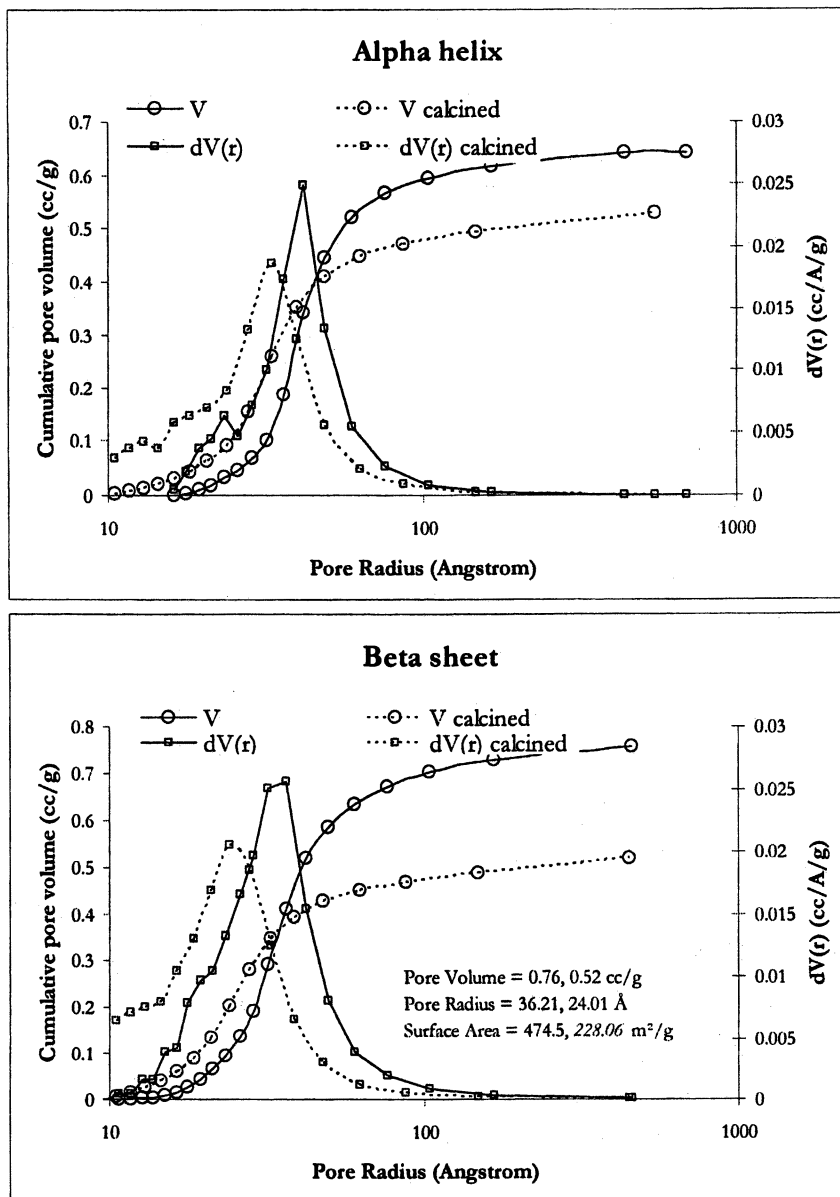 Alpha helix
V
V calcined
dV(r)
dV(r) calcined
0.7
0.6
0.5
0.4
0.3
0.2
0.1
0
Cumulative pore volume (cc/g)
0.03
0.025
0.02
0.015
0.01
0.005
0
dV(r) (cc/A/g)
10
100
1000
Pore Radius (Angstrom)
Beta sheet
V
V calcined
dV(r)
dV(r) calcined
0.8
0.7
0.6
0.5
0.4
0.3
0.2
0.1
0
Cumulative pore volume (cc/g)
0.03
0.025
0.02
0.015
0.01
0.005
0
dV(r) (cc/A/g)
Pore Volume = 0.76, 0.52 cc/g
Pore Radius = 36.21, 24.01 Å
Surface Area = 474.5, 228.06 m²/g
10
100
1000
Pore Radius (Angstrom)